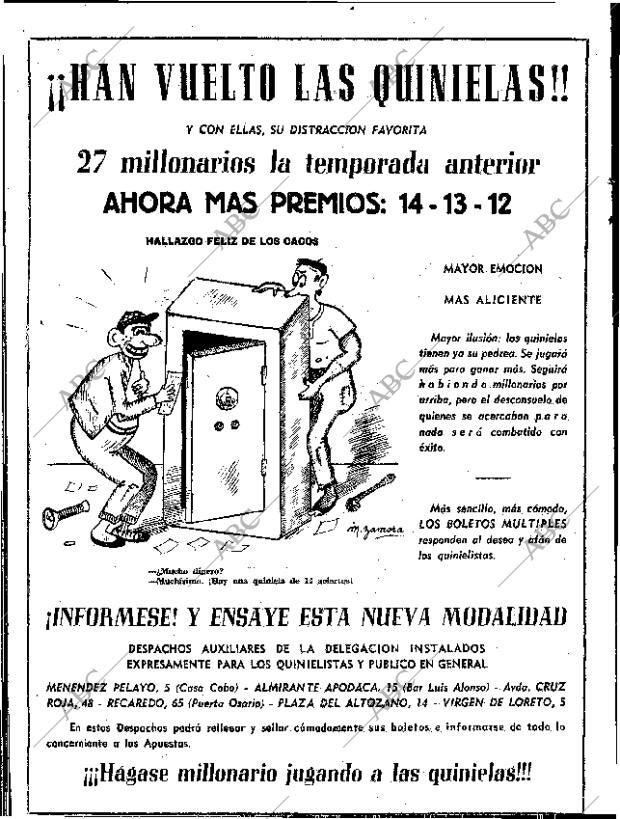 ¡¡HAN VUELTO LAS QUINIELAS!!
Y CON ELLAS, SU DISTRACCION FAVORITA
27 millonarios la temporada anterior
AHORA MAS PREMIOS: 14 - 13 - 12
HALLAZGO FELIZ DE LOS CACOS
MAYOR EMOCION
MAS ALICIENTE
Mayor ilusión: las quinielas
tienen ya su pedrea. Se jugará
más para ganar más. Seguirá
habiendo millonarios por
arriba, pero el desconsuelo de
quienes se acercaban para
nada será combatido con
éxito.
Más sencillo, más cómodo,
LOS BOLETOS MULTIPLES
responden al deseo y afán de
los quinielistas.
M. Zamora
—¿Mucho dinero?
—Muchísimo. ¡Hay una quiniela de 12 aciertos!
¡INFORMESE! Y ENSAYE ESTA NUEVA MODALIDAD
DESPACHOS AUXILIARES DE LA DELEGACION INSTALADOS
EXPRESAMENTE PARA LOS QUINIELISTAS Y PUBLICO EN GENERAL
MENENDEZ PELAYO, 5 (Casa Cobo) - ALMIRANTE APODACA, 15 (Bar Luis Alonso) - Avda. CRUZ
ROJA, 48 - RECAREDO, 65 (Puerta Osario) - PLAZA DEL ALTOZANO, 14 - VIRGEN DE LORETO, 5
En estos Despachos podrá rellenar y sellar cómodamente sus boletos e informarse de todo lo
concerniente a las Apuestas.
¡¡¡Hágase millonario jugando a las quinielas!!!